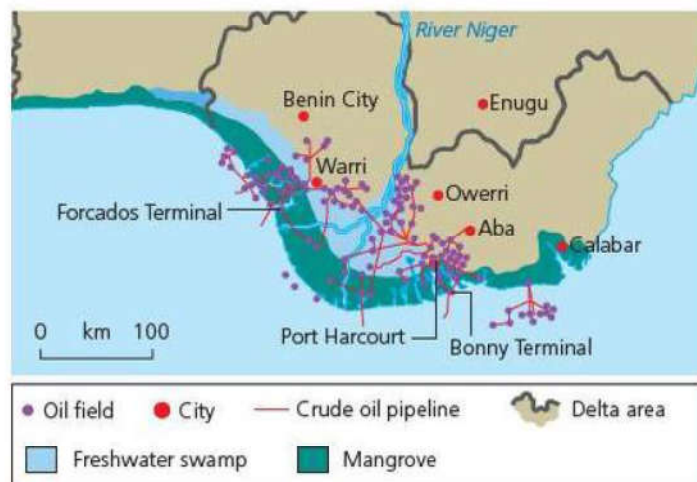 River Niger
Benin City
Enugu
Warri
Owerri
Forcados Terminal
Aba
Calabar
0 km 100
Port Harcourt
Bonny Terminal
Oil field
City
Crude oil pipeline
Delta area
Freshwater swamp
Mangrove